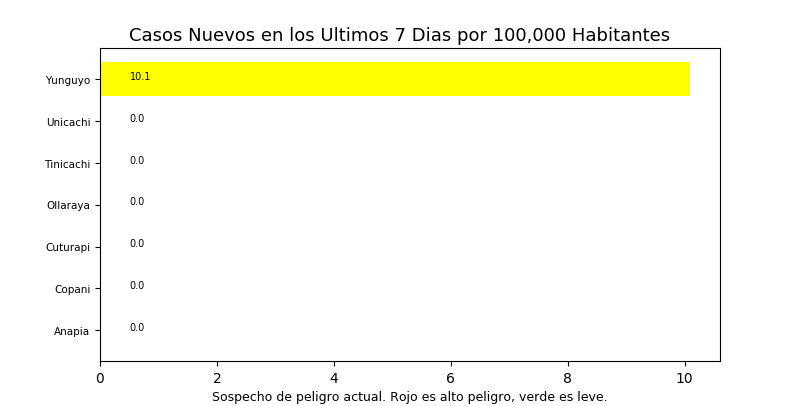 Casos Nuevos en los Ultimos 7 Dias por 100,000 Habitantes
Yunguyo 10.1
Unicachi 0.0
Tinicachi 0.0
Ollaraya 0.0
Cuturapi 0.0
Copani 0.0
Anapia 0.0
0 2 4 6 8 10
Sospecho de peligro actual. Rojo es alto peligro, verde es leve.